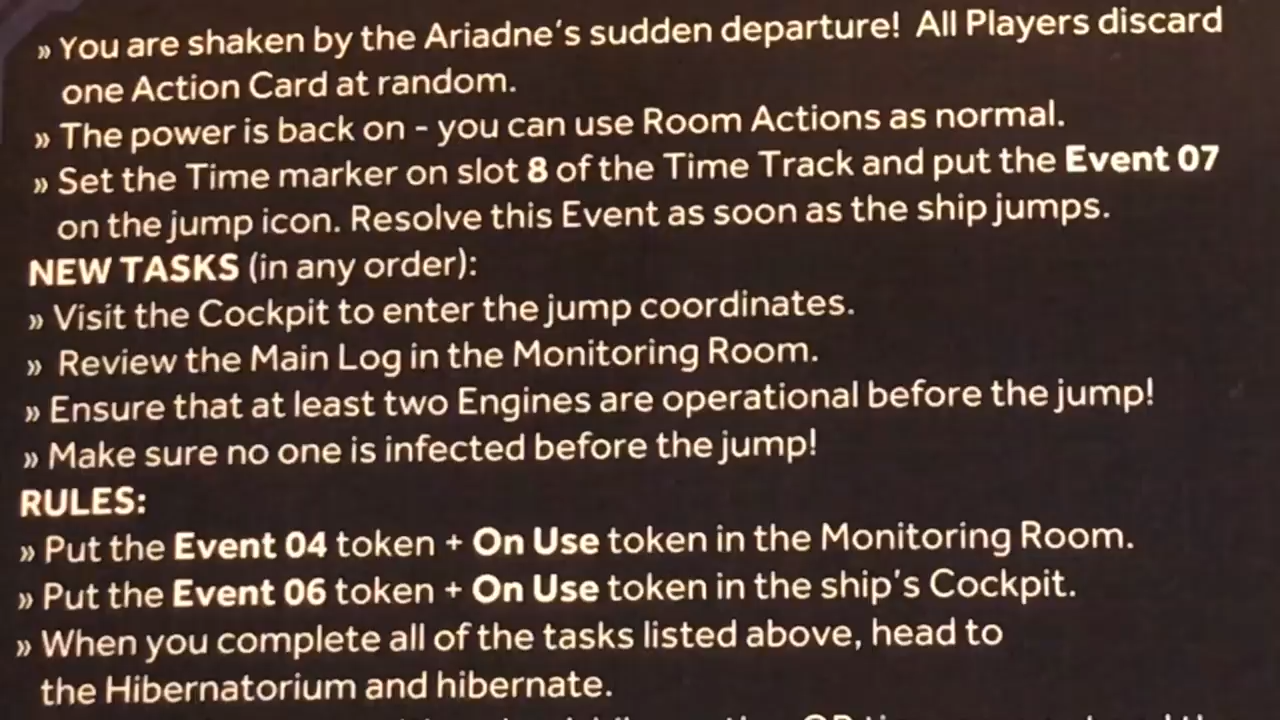 » You are shaken by the Ariadne's sudden departure! All Players discard
one Action Card at random.
» The power is back on - you can use Room Actions as normal.
» Set the Time marker on slot 8 of the Time Track and put the Event 07
on the jump icon. Resolve this Event as soon as the ship jumps.
NEW TASKS (in any order):
» Visit the Cockpit to enter the jump coordinates.
» Review the Main Log in the Monitoring Room.
» Ensure that at least two Engines are operational before the jump!
» Make sure no one is infected before the jump!
RULES:
» Put the Event 04 token + On Use token in the Monitoring Room.
» Put the Event 06 token + On Use token in the ship's Cockpit.
» When you complete all of the tasks listed above, head to
the Hibernatorium and hibernate.